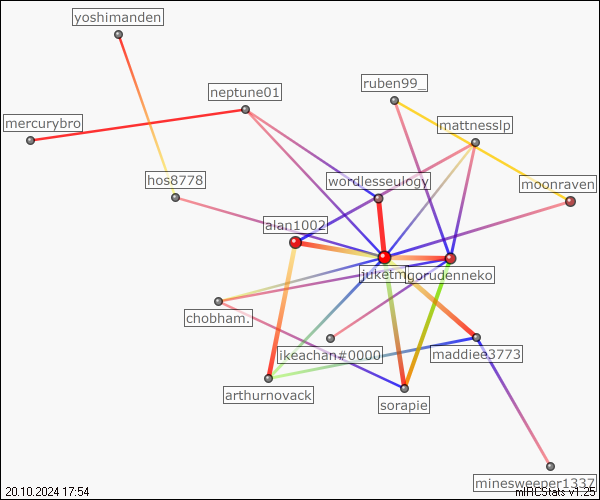 yoshimanden
ruben99_
neptune01
mercurybro
mattnesslp
hos8778
wordlesseulogy
moonraven
alan1002
juketm
gorudenneko
chobham.
ikeachan#0000
maddiee3773
arthurnovack
sorapie
minesweeper1337
20.10.2024 17:54
mIRCStats v1.25